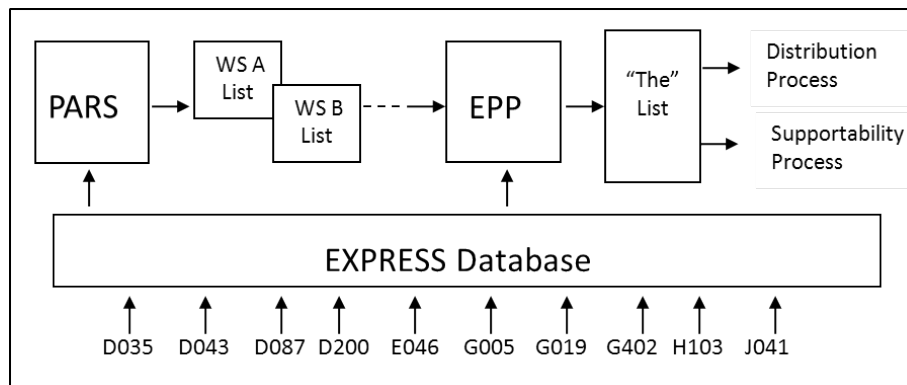 PARS
WS A
List
WS B
List
EPP
“The”
List
Distribution
Process
Supportability
Process
EXPRESS Database
D035 D043 D087 D200 E046 G005 G019 G402 H103 J041